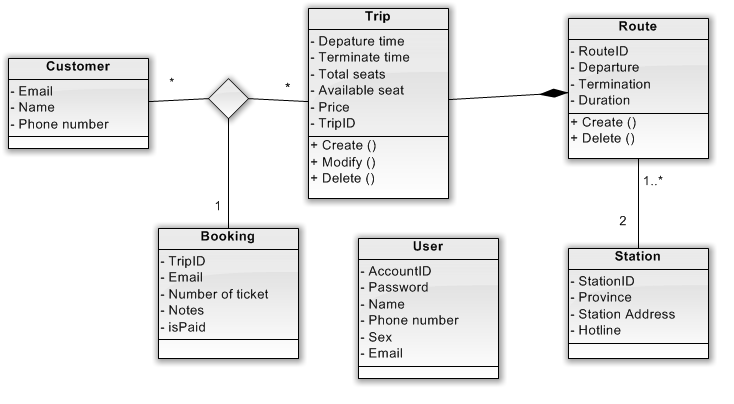 Customer
- Email
- Name
- Phone number
*
*
1
Trip
- Depature time
- Terminate time
- Total seats
- Available seat
- Price
- TripID
+ Create ()
+ Modify ()
+ Delete ()
Route
- RouteID
- Departure
- Termination
- Duration
+ Create ()
+ Delete ()
1..*
2
Booking
- TripID
- Email
- Number of ticket
- Notes
- isPaid
User
- AccountID
- Password
- Name
- Phone number
- Sex
- Email
Station
- StationID
- Province
- Station Address
- Hotline